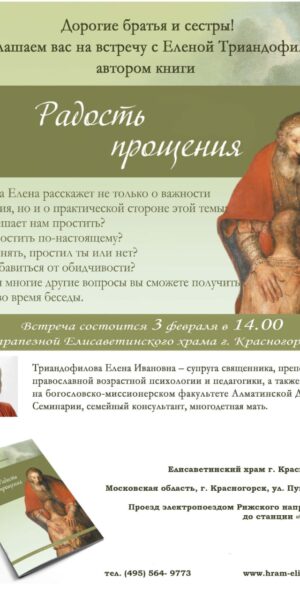 Дорогие братья и сестры!
лашаем вас на встречу с Еленой Триандофил
автором книги
Радость
прощения
а Елена расскажет не только о важности
ия, но и о практической стороне этой темы
ешает нам простить?
остить по-настоящему?
нять, простил ты или нет?
бавиться от обидчивости?
и многие другие вопросы вы сможете получить
во время беседы.
Встреча состоится 3 февраля в 14.00
трапезной Елисаветинского храма г. Красногор
Триандофилова Елена Ивановна – супруга священника, преп
православной возрастной психологии и педагогики, а также
на богословско-миссионерском факультете Алматинской Д
Семинарии, семейный консультант, многодетная мать.
Радость
прощения
Елисаветинский храм г. Крас
Московская область, г. Красногорск, ул. Пу
Проезд электропоездом Рижского напр
до станции «
тел. (495) 564- 9773
www.hram-eli